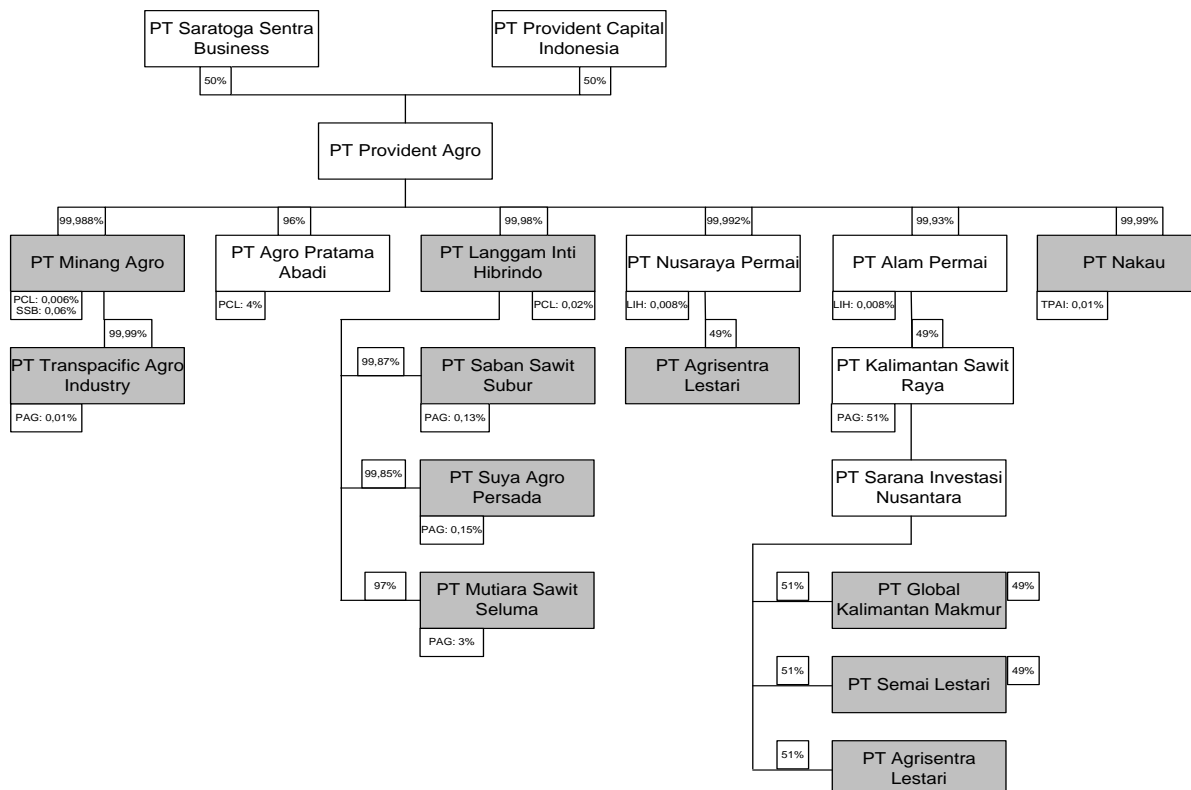 PT Saratoga Sentra
Business
PT Provident Capital
Indonesia
50%
50%
PT Provident Agro
99,988%
96%
99,98%
99,992%
99,93%
99,99%
PT Minang Agro
PT Agro Pratama
Abadi
PT Langgam Inti
Hibrindo
PT Nusaraya Permai
PT Alam Permai
PT Nakau
PCL: 0,006%
SSB: 0,06%
PCL: 4%
PCL: 0,02%
LIH: 0,008%
LIH: 0,008%
TPAI: 0,01%
99,99%
49%
49%
PT Transpacific Agro
Industry
99,87%
PT Saban Sawit
Subur
PT Agrisentra
Lestari
PT Kalimantan Sawit
Raya
PAG: 0,01%
PAG: 0,13%
PAG: 51%
99,85%
PT Suya Agro
Persada
PT Sarana Investasi
Nusantara
PAG: 0,15%
97%
PT Mutiara Sawit
Seluma
51%
PT Global
Kalimantan Makmur
49%
PAG: 3%
51%
PT Semai Lestari
49%
51%
PT Agrisentra
Lestari